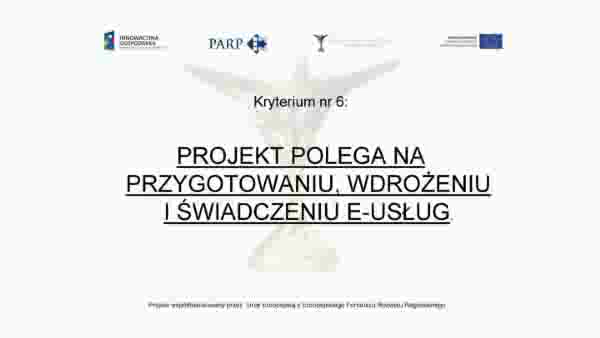 INNOWACYJNA
GOSPODARKA
PARP
Kryterium nr 6:
PROJEKT POLEGA NA
PRZYGOTOWANIU, WDROŻENIU
I ŚWIADCZENIU E-USŁUG
Projekt współfinansowany przez Unię Europejską z Europejskiego Funduszu Rozwoju Regionalnego